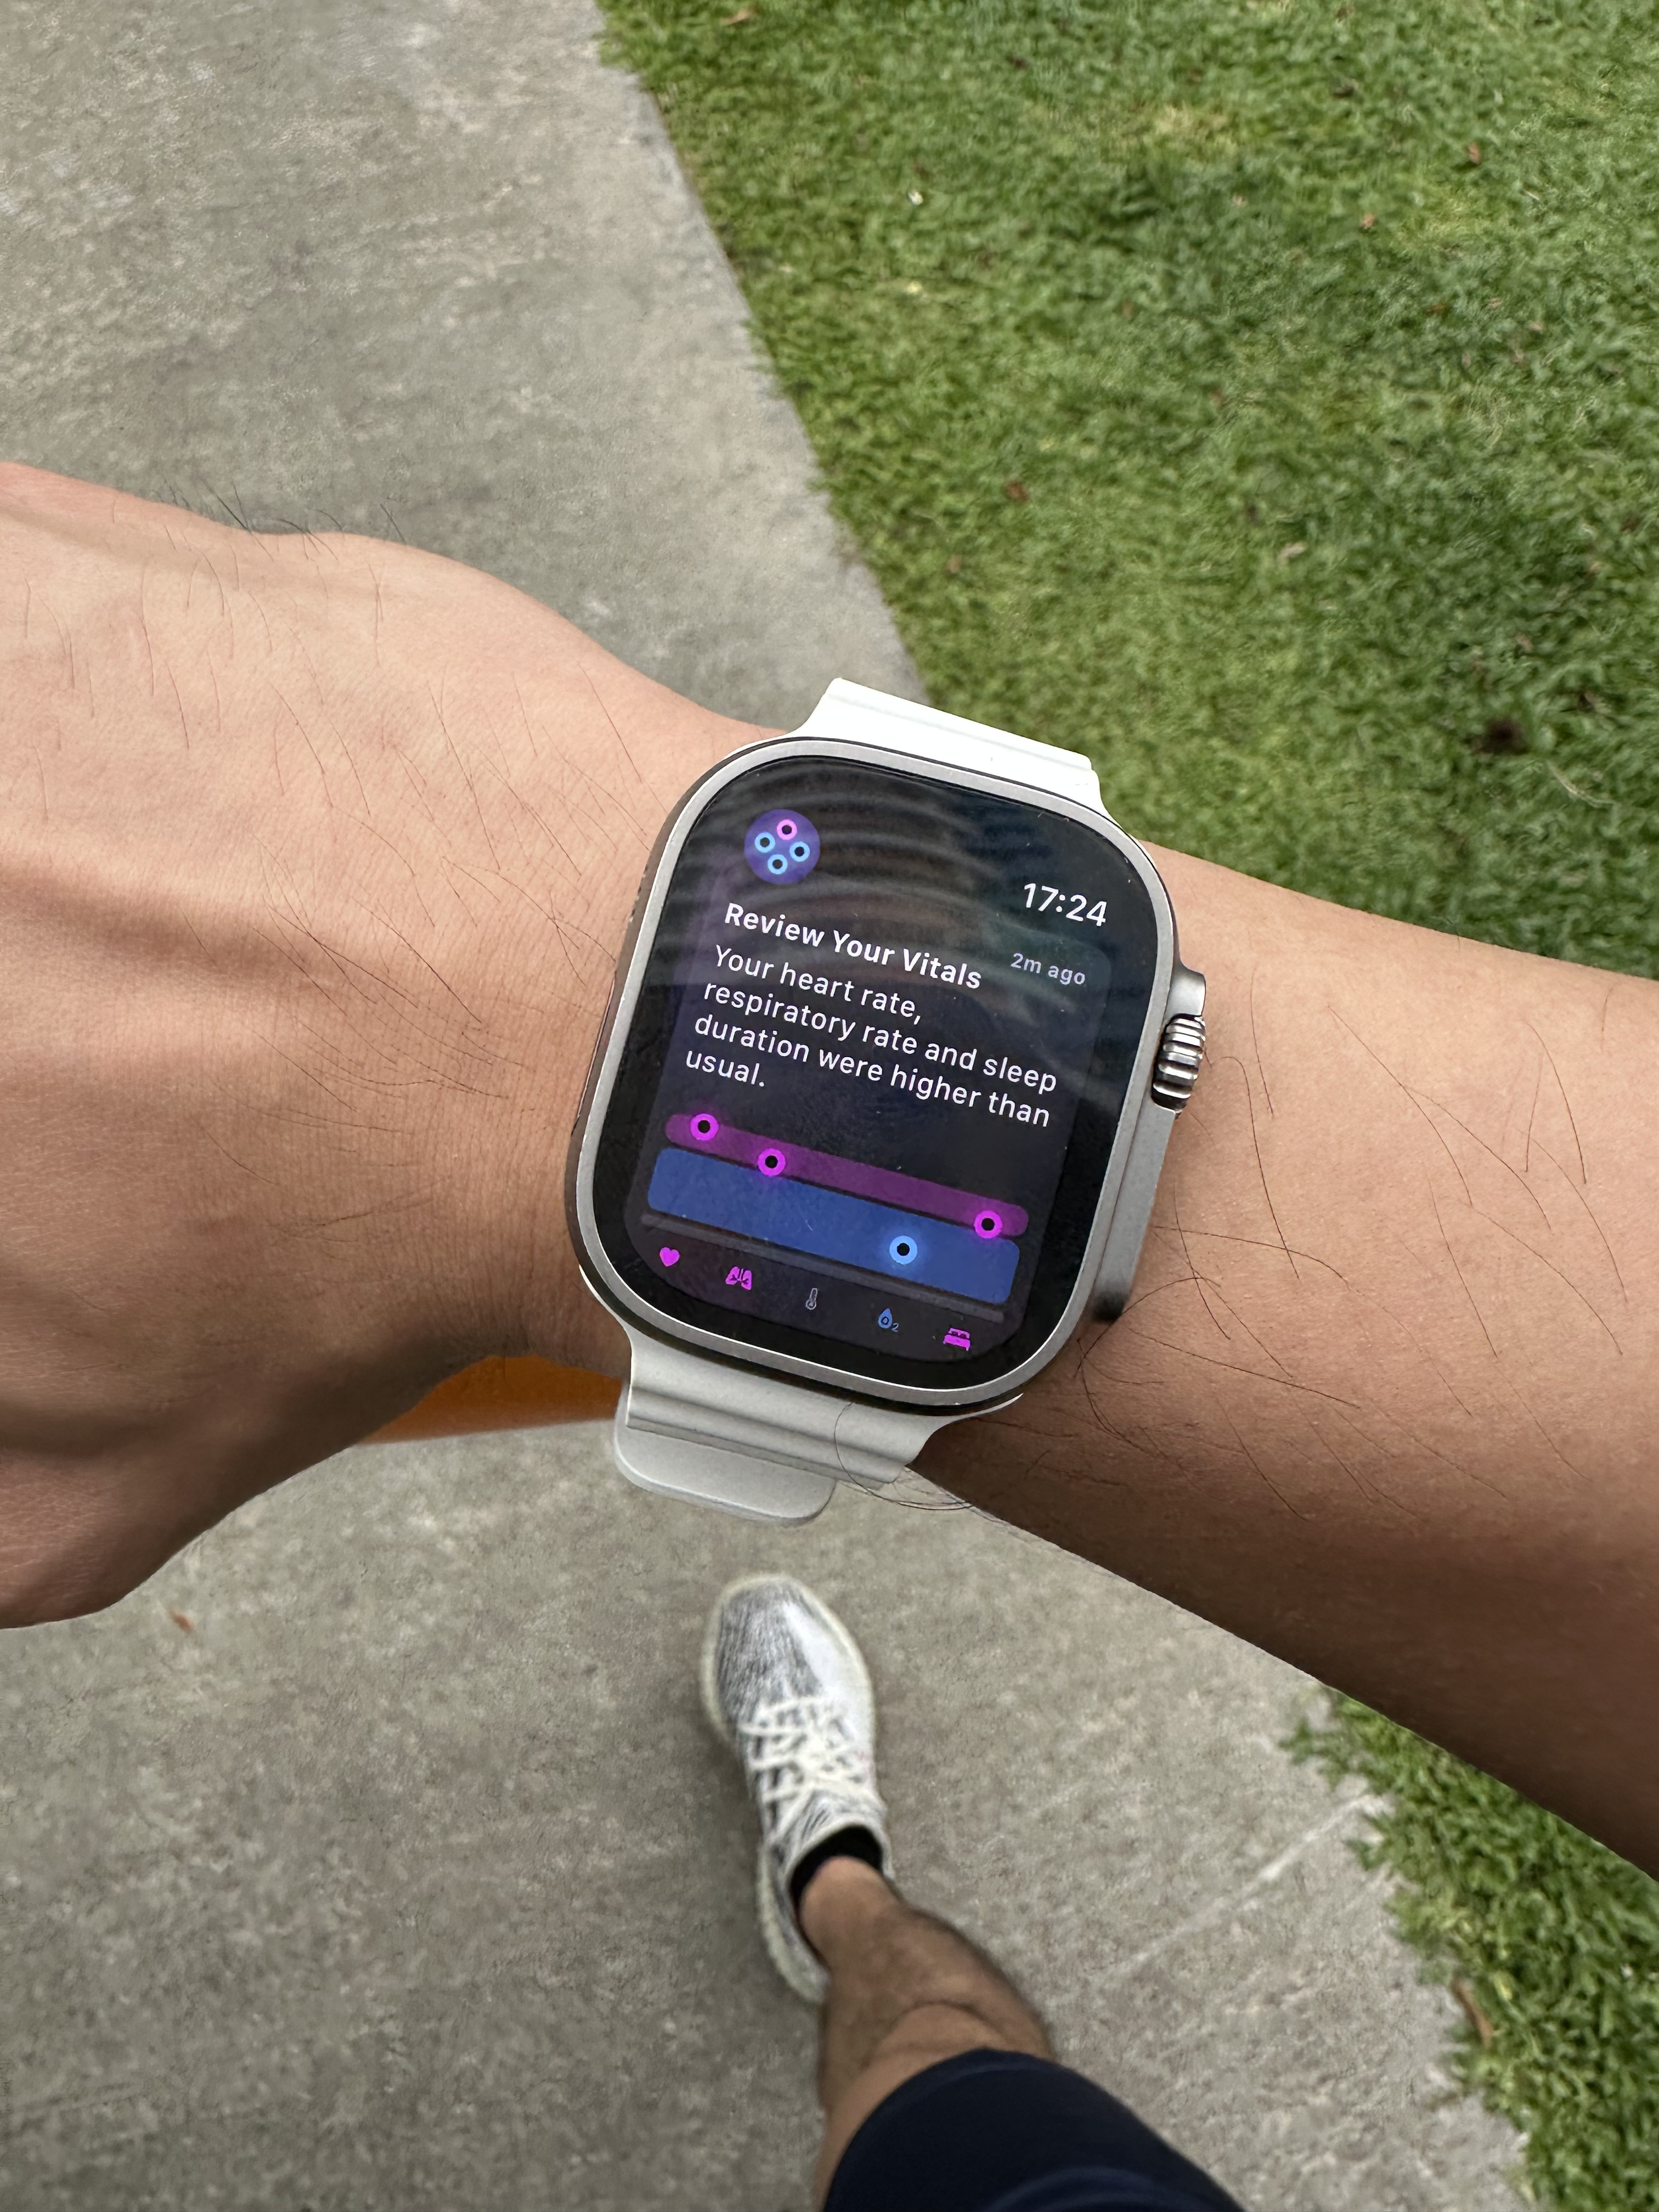 17:24
Review Your Vitals
2m ago
Your heart rate,
respiratory rate and sleep
duration were higher than
usual.
O2